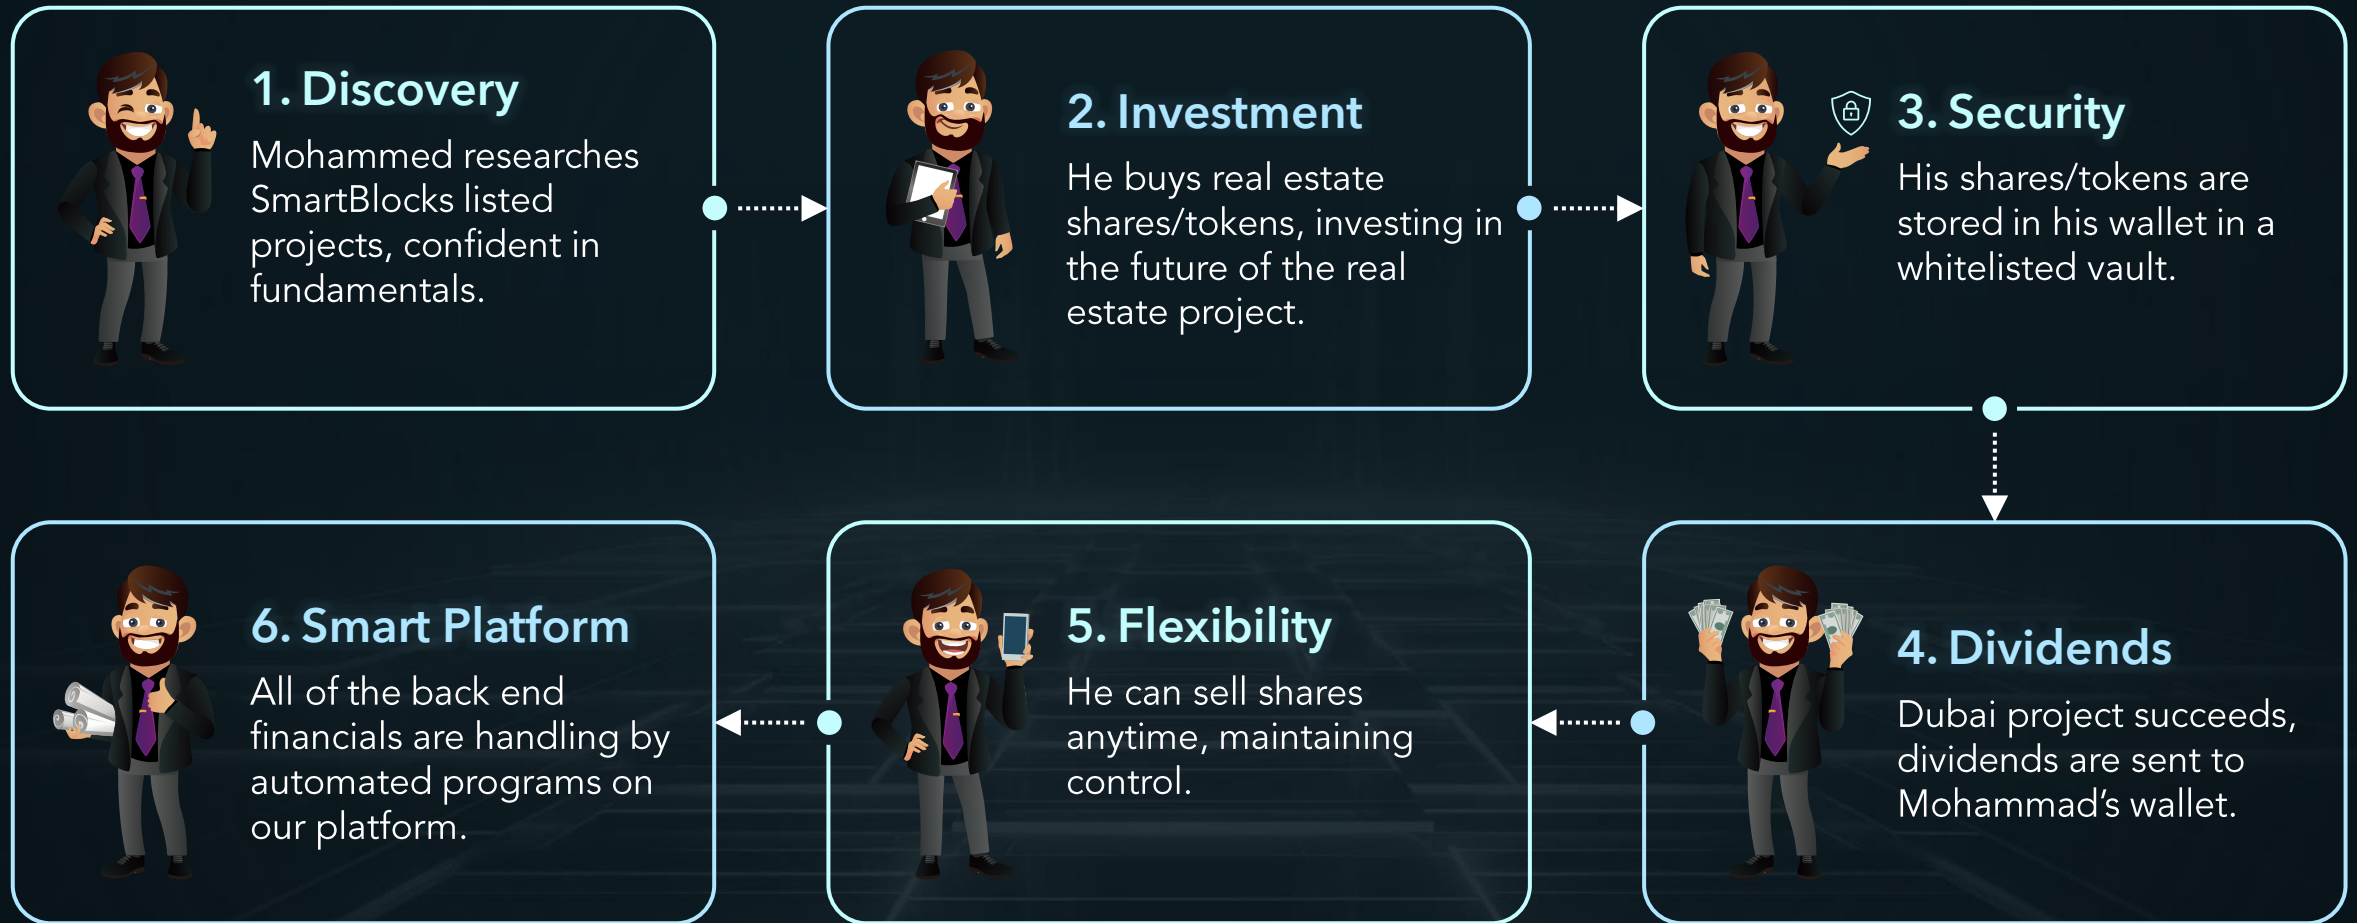 1. Discovery
Mohammed researches
SmartBlocks listed
projects, confident in
fundamentals.
2. Investment
He buys real estate
shares/tokens, investing in
the future of the real
estate project.
3. Security
His shares/tokens are
stored in his wallet in a
whitelisted vault.
4. Dividends
Dubai project succeeds,
dividends are sent to
Mohammad’s wallet.
5. Flexibility
He can sell shares
anytime, maintaining
control.
6. Smart Platform
All of the back end
financials are handling by
automated programs on
our platform.